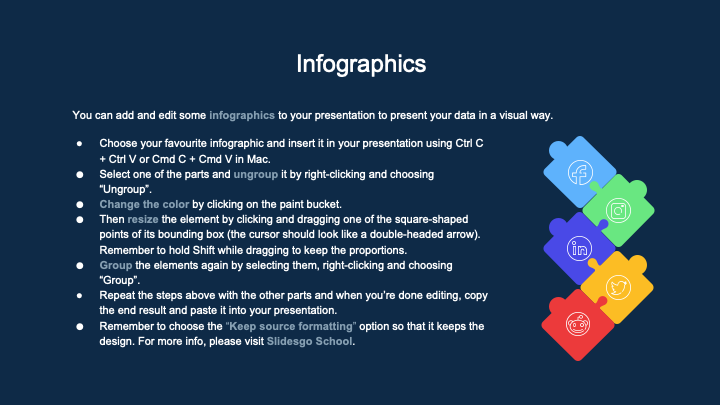 Infographics
You can add and edit some infographics to your presentation to present your data in a visual way.
● Choose your favourite infographic and insert it in your presentation using Ctrl C
+ Ctrl V or Cmd C + Cmd V in Mac.
● Select one of the parts and ungroup it by right-clicking and choosing
“Ungroup”.
● Change the color by clicking on the paint bucket.
● Then resize the element by clicking and dragging one of the square-shaped
points of its bounding box (the cursor should look like a double-headed arrow).
Remember to hold Shift while dragging to keep the proportions.
● Group the elements again by selecting them, right-clicking and choosing
“Group”.
● Repeat the steps above with the other parts and when you’re done editing, copy
the end result and paste it into your presentation.
● Remember to choose the “Keep source formatting” option so that it keeps the
design. For more info, please visit Slidesgo School.